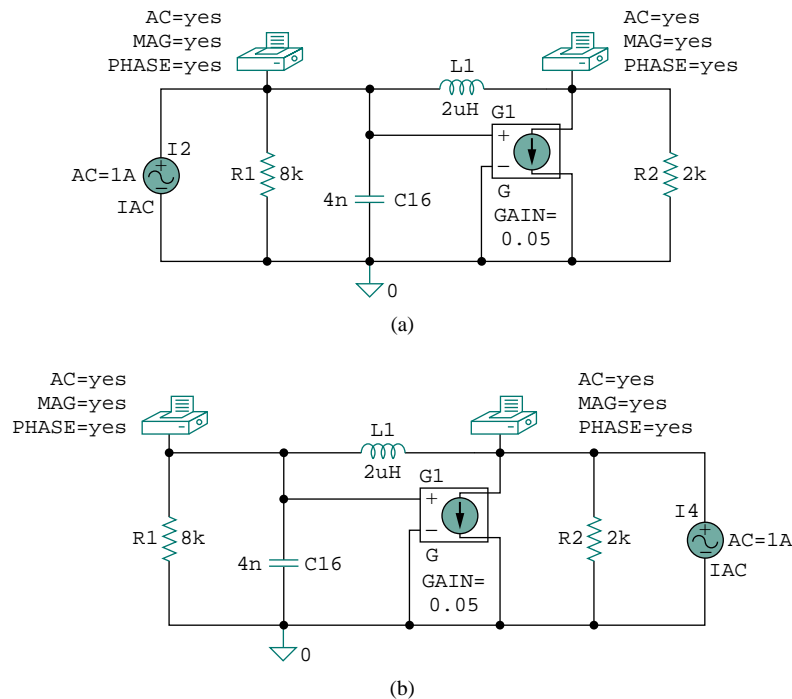 AC=yes
MAG=yes
PHASE=yes
AC=yes
MAG=yes
PHASE=yes
L1
2uH
G1
+
−
G
GAIN=
0.05
I2
+
−
AC=1A
IAC
R1
8k
4n
C16
R2
2k
0
(a)
AC=yes
MAG=yes
PHASE=yes
AC=yes
MAG=yes
PHASE=yes
L1
2uH
G1
+
−
G
GAIN=
0.05
R1
8k
4n
C16
R2
2k
I4
+
−
AC=1A
IAC
0
(b)